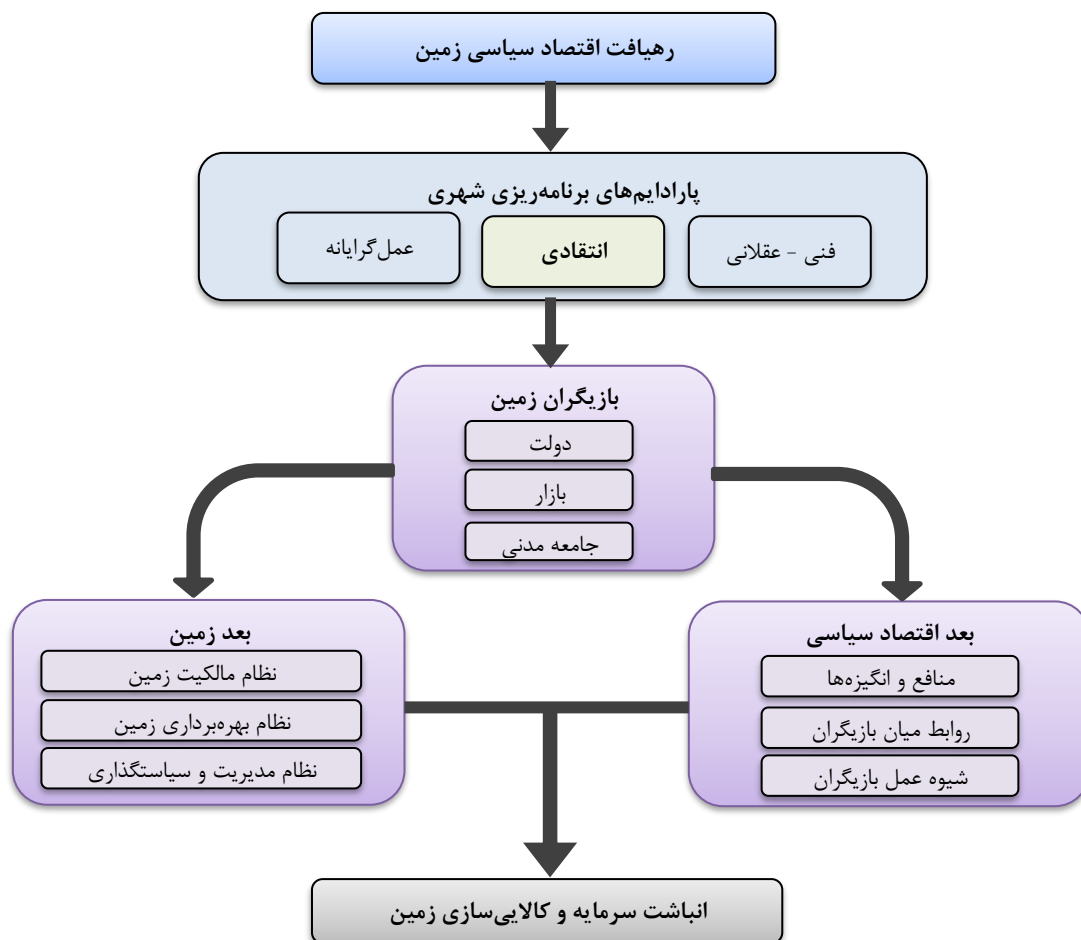 رهیافت اقتصاد سیاسی زمین
پارادایم‌های برنامه‌ریزی شهری
فنی - عقلانی
انتقادی
عمل‌گرایانه
بازیگران زمین
دولت
بازار
جامعه مدنی
بعد اقتصاد سیاسی
منافع و انگیزه‌ها
روابط میان بازیگران
شیوه عمل بازیگران
بعد زمین
نظام مالکیت زمین
نظام بهره‌برداری زمین
نظام مدیریت و سیاستگذاری
انباشت سرمایه و کالایی‌سازی زمین